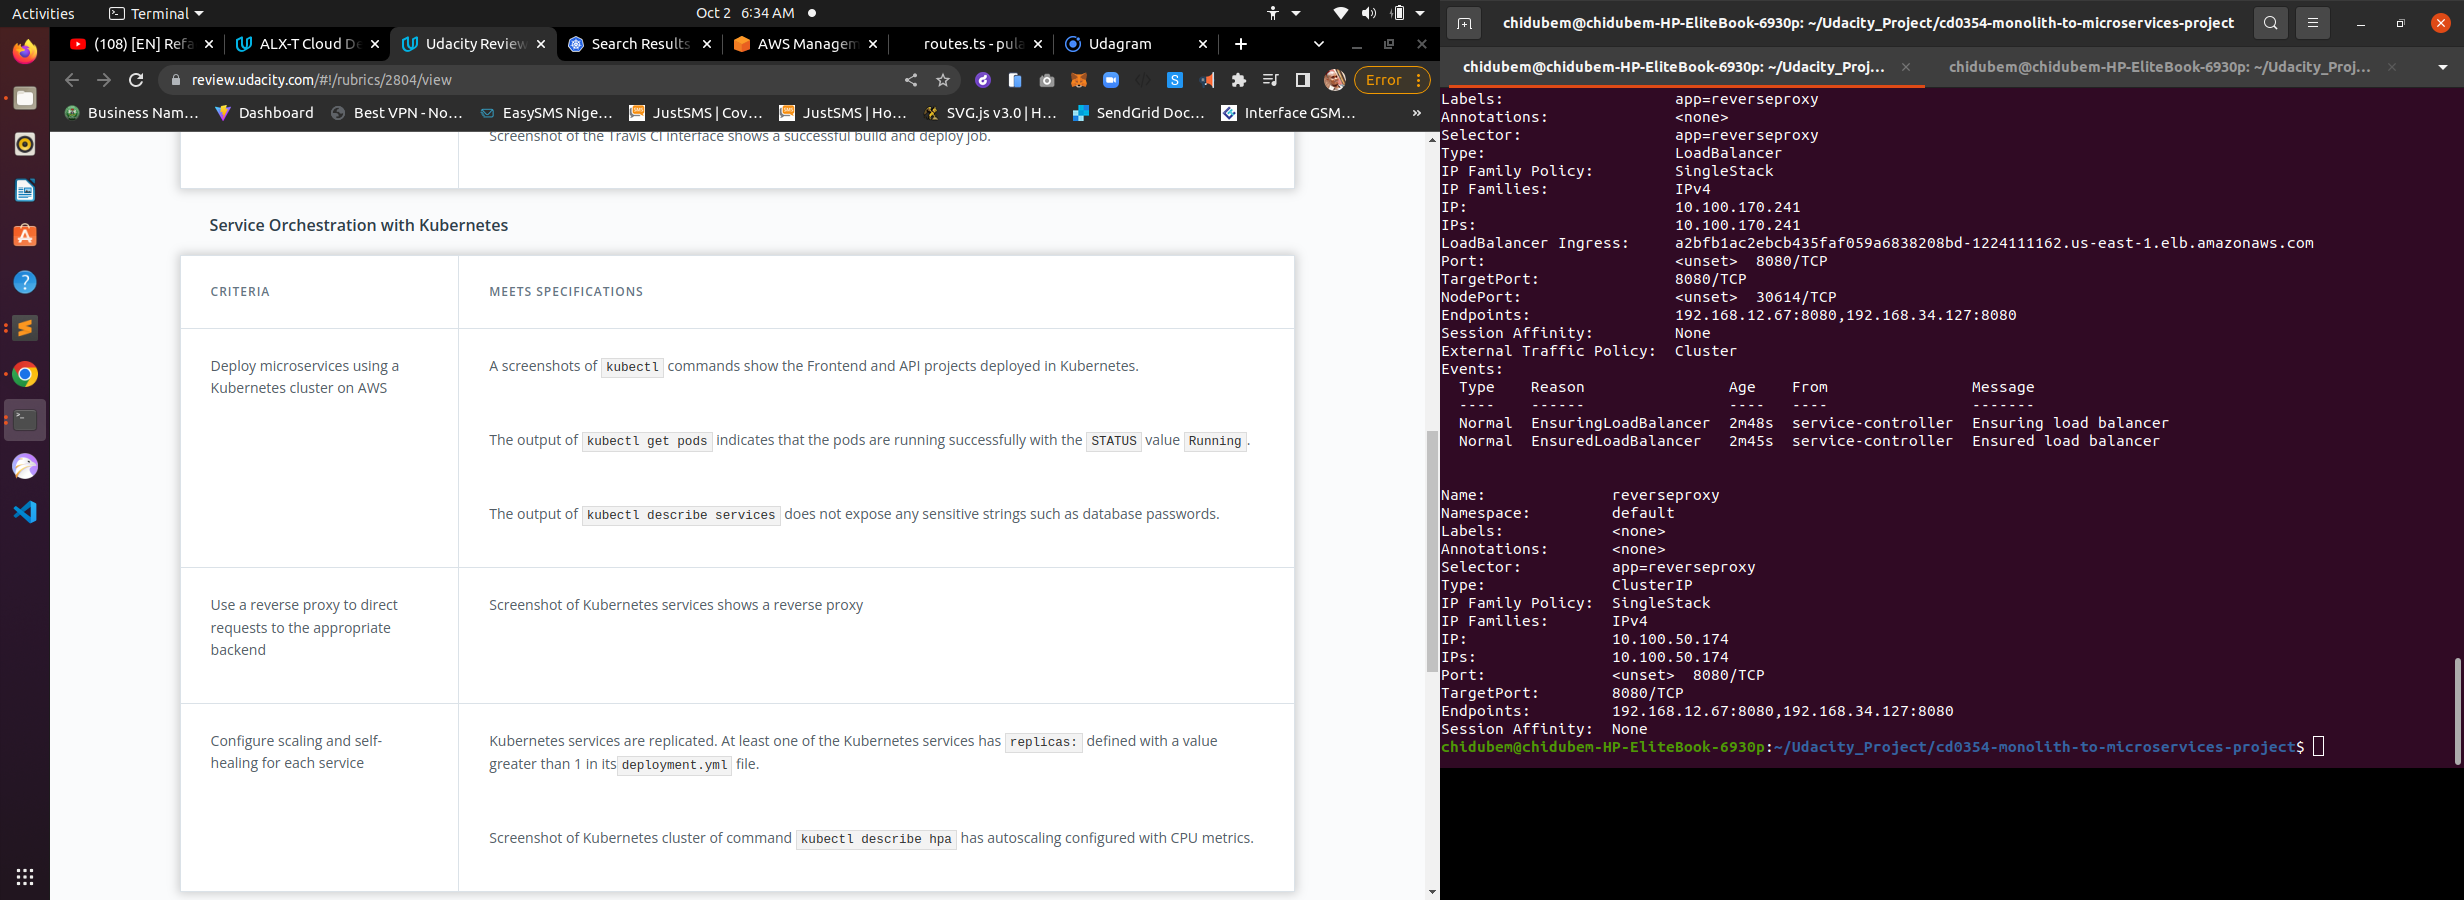 Activities
Terminal
Oct 2 6:34 AM
(108) [EN] Refa
ALX-T Cloud De
Udacity Review
Search Results
AWS Managem
routes.ts - pula
Udagram
review.udacity.com/#!/rubrics/2804/view
Error
Business Nam...
Dashboard
Best VPN - No...
EasySMS Nige...
JustSMS | Cov...
JustSMS | Ho...
SVG.js v3.0 | H...
SendGrid Doc...
Interface GSM...
»
Screenshot of the Travis CI interface shows a successful build and deploy job.
Service Orchestration with Kubernetes
CRITERIA
MEETS SPECIFICATIONS
Deploy microservices using a
Kubernetes cluster on AWS
A screenshots of kubectl commands show the Frontend and API projects deployed in Kubernetes.
The output of kubectl get pods indicates that the pods are running successfully with the STATUS value Running.
The output of kubectl describe services does not expose any sensitive strings such as database passwords.
Use a reverse proxy to direct
requests to the appropriate
backend
Screenshot of Kubernetes services shows a reverse proxy
Configure scaling and self-
healing for each service
Kubernetes services are replicated. At least one of the Kubernetes services has replicas: defined with a value
greater than 1 in its deployment.yml file.
Screenshot of Kubernetes cluster of command kubectl describe hpa has autoscaling configured with CPU metrics.
chidubem@chidubem-HP-EliteBook-6930p: ~/Udacity_Project/cd0354-monolith-to-microservices-project
chidubem@chidubem-HP-EliteBook-6930p: ~/Udacity_Proj...
chidubem@chidubem-HP-EliteBook-6930p: ~/Udacity_Proj...
Labels: app=reverseproxy
Annotations: <none>
Selector: app=reverseproxy
Type: LoadBalancer
IP Family Policy: SingleStack
IP Families: IPv4
IP: 10.100.170.241
IPs: 10.100.170.241
LoadBalancer Ingress: a2bfb1ac2ebcb435faf059a6838208bd-1224111162.us-east-1.elb.amazonaws.com
Port: <unset> 8080/TCP
TargetPort: 8080/TCP
NodePort: <unset> 30614/TCP
Endpoints: 192.168.12.67:8080,192.168.34.127:8080
Session Affinity: None
External Traffic Policy: Cluster
Events:
Type Reason Age From Message
---- ------ ---- ---- -------
Normal EnsuringLoadBalancer 2m48s service-controller Ensuring load balancer
Normal EnsuredLoadBalancer 2m45s service-controller Ensured load balancer
Name: reverseproxy
Namespace: default
Labels: <none>
Annotations: <none>
Selector: app=reverseproxy
Type: ClusterIP
IP Family Policy: SingleStack
IP Families: IPv4
IP: 10.100.50.174
IPs: 10.100.50.174
Port: <unset> 8080/TCP
TargetPort: 8080/TCP
Endpoints: 192.168.12.67:8080,192.168.34.127:8080
Session Affinity: None
chidubem@chidubem-HP-EliteBook-6930p:~/Udacity_Project/cd0354-monolith-to-microservices-project$